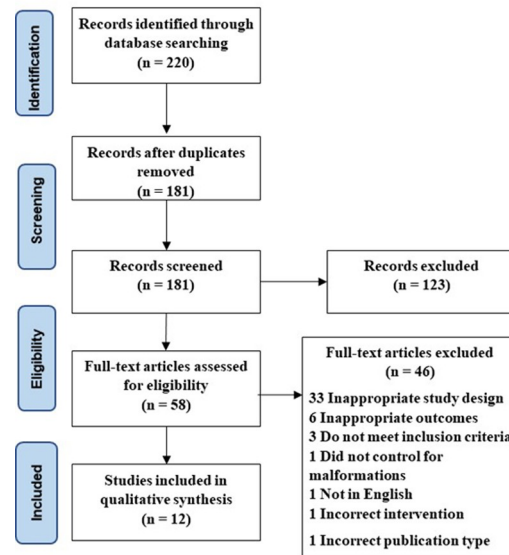 Identification
Records identified through
database searching
(n = 220)
Records after duplicates
removed
(n = 181)
Screening
Records screened
(n = 181)
Records excluded
(n = 123)
Eligibility
Full-text articles assessed
for eligibility
(n = 58)
Full-text articles excluded
(n = 46)
33 Inappropriate study design
6 Inappropriate outcomes
3 Do not meet inclusion criteria
1 Did not control for
malformations
1 Not in English
1 Incorrect intervention
1 Incorrect publication type
Included
Studies included in
qualitative synthesis
(n = 12)